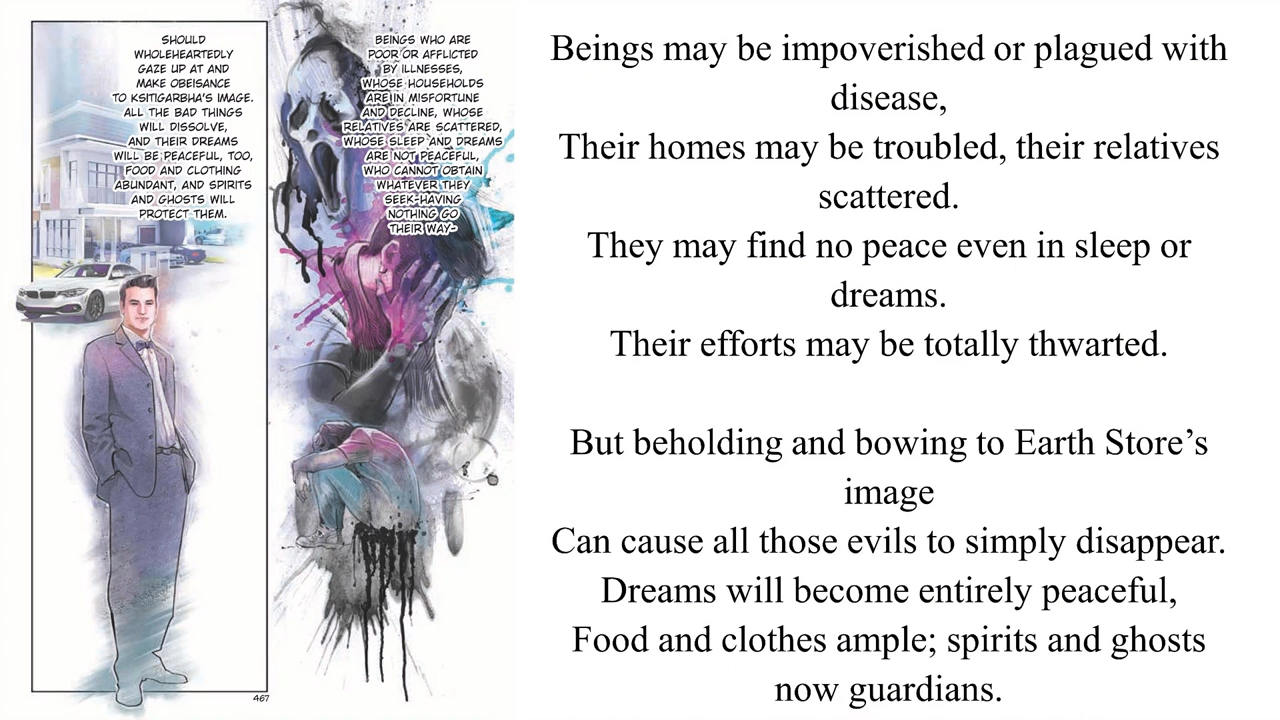 SHOULD
WHOLEHEARTEDLY
GAZE UP AT AND
MAKE OBEISANCE
TO KSITIGARBHA'S IMAGE.
ALL THE BAD THINGS
WILL DISSOLVE,
AND THEIR DREAMS
WILL BE PEACEFUL, TOO,
FOOD AND CLOTHING
ABUNDANT, AND SPIRITS
AND GHOSTS WILL
PROTECT THEM.
BEINGS WHO ARE
POOR OR AFFLICTED
BY ILLNESSES,
WHOSE HOUSEHOLDS
ARE IN MISFORTUNE
AND DECLINE, WHOSE
RELATIVES ARE SCATTERED,
WHOSE SLEEP AND DREAMS
ARE NOT PEACEFUL,
WHO CANNOT OBTAIN
WHATEVER THEY
SEEK-HAVING
NOTHING GO
THEIR WAY-
467
Beings may be impoverished or plagued with
disease,
Their homes may be troubled, their relatives
scattered.
They may find no peace even in sleep or
dreams.
Their efforts may be totally thwarted.
But beholding and bowing to Earth Store’s
image
Can cause all those evils to simply disappear.
Dreams will become entirely peaceful,
Food and clothes ample; spirits and ghosts
now guardians.